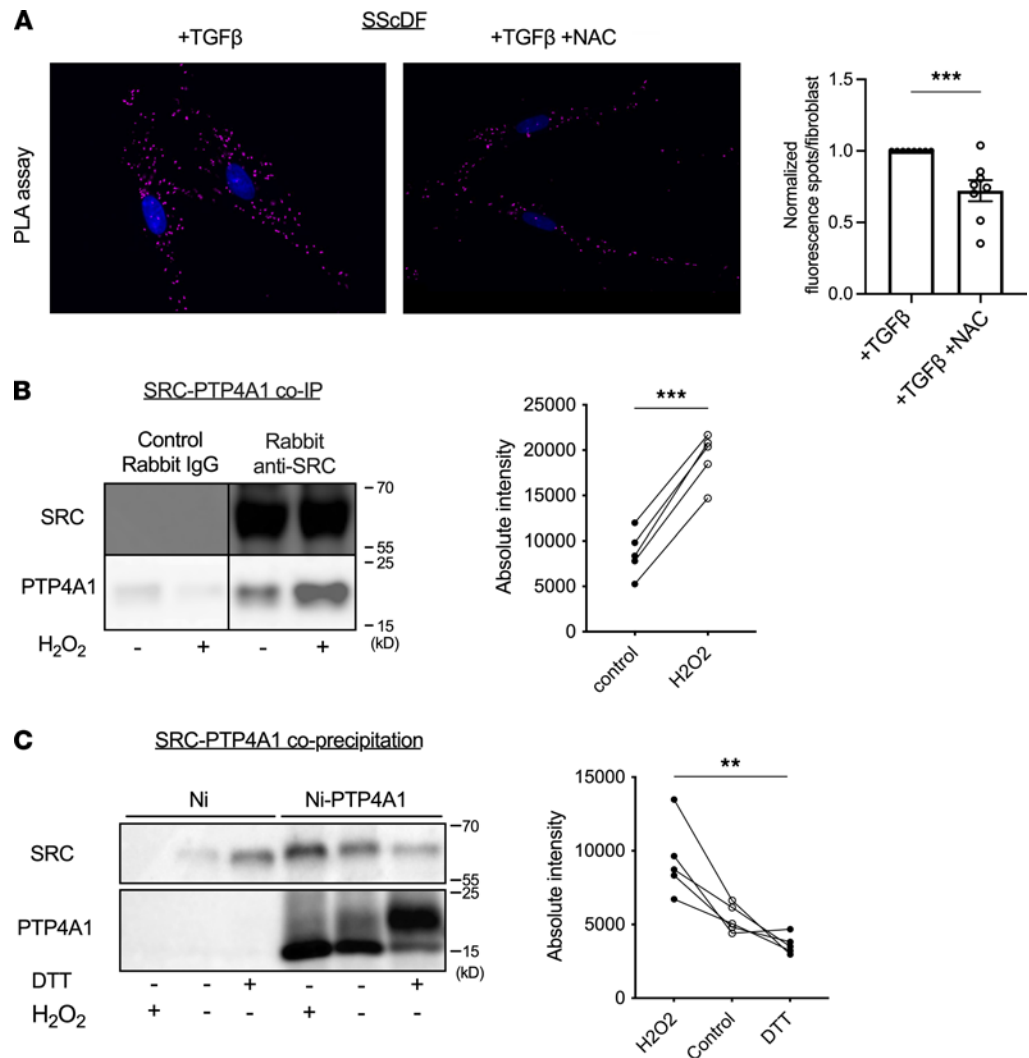 A
SScDF
+TGFβ
+TGFβ +NAC
PLA assay
Normalized
fluorescence spots/fibroblast
1.5
1.0
0.5
0.0
***
+TGFβ
+TGFβ +NAC
B
SRC-PTP4A1 co-IP
Control
Rabbit IgG
Rabbit
anti-SRC
SRC
PTP4A1
H₂O₂
- + - +
70
55
25
15
(kD)
Absolute intensity
25000
20000
15000
10000
5000
0
***
control
H2O2
C
SRC-PTP4A1 co-precipitation
Ni
Ni-PTP4A1
SRC
PTP4A1
70
55
25
15
(kD)
DTT - - + - - +
H₂O₂ + - - + - -
Absolute intensity
15000
10000
5000
0
**
H2O2
Control
DTT